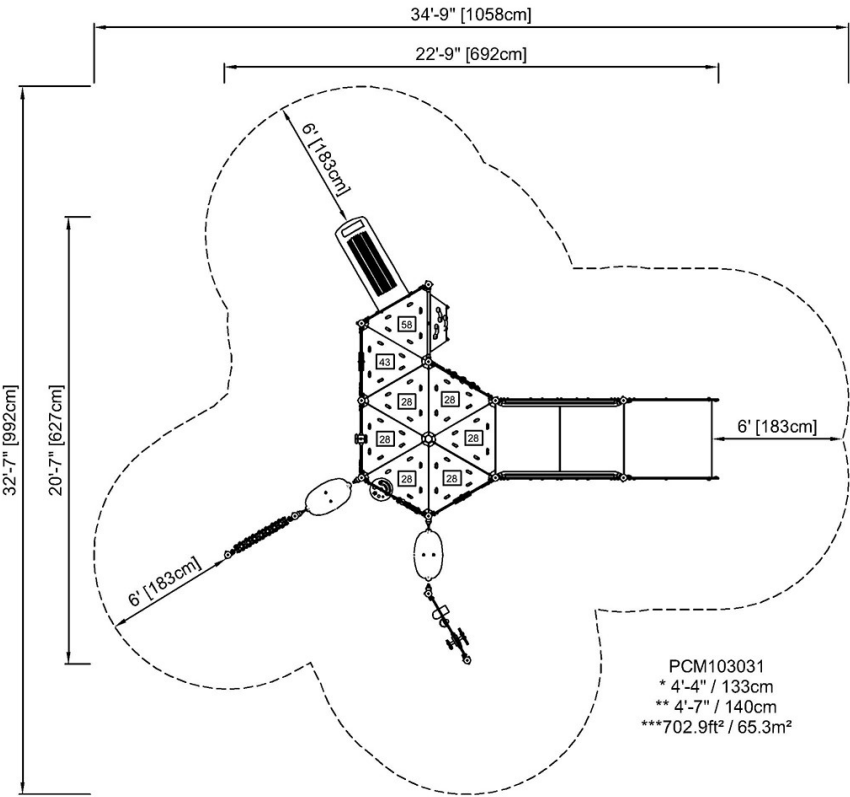 34'-9" [1058cm]
22'-9" [692cm]
6' [183cm]
32'-7" [992cm]
20'-7" [627cm]
58
43
28
28
28
28
28
28
6' [183cm]
6' [183cm]
PCM103031
* 4'-4" / 133cm
** 4'-7" / 140cm
***702.9ft² / 65.3m²